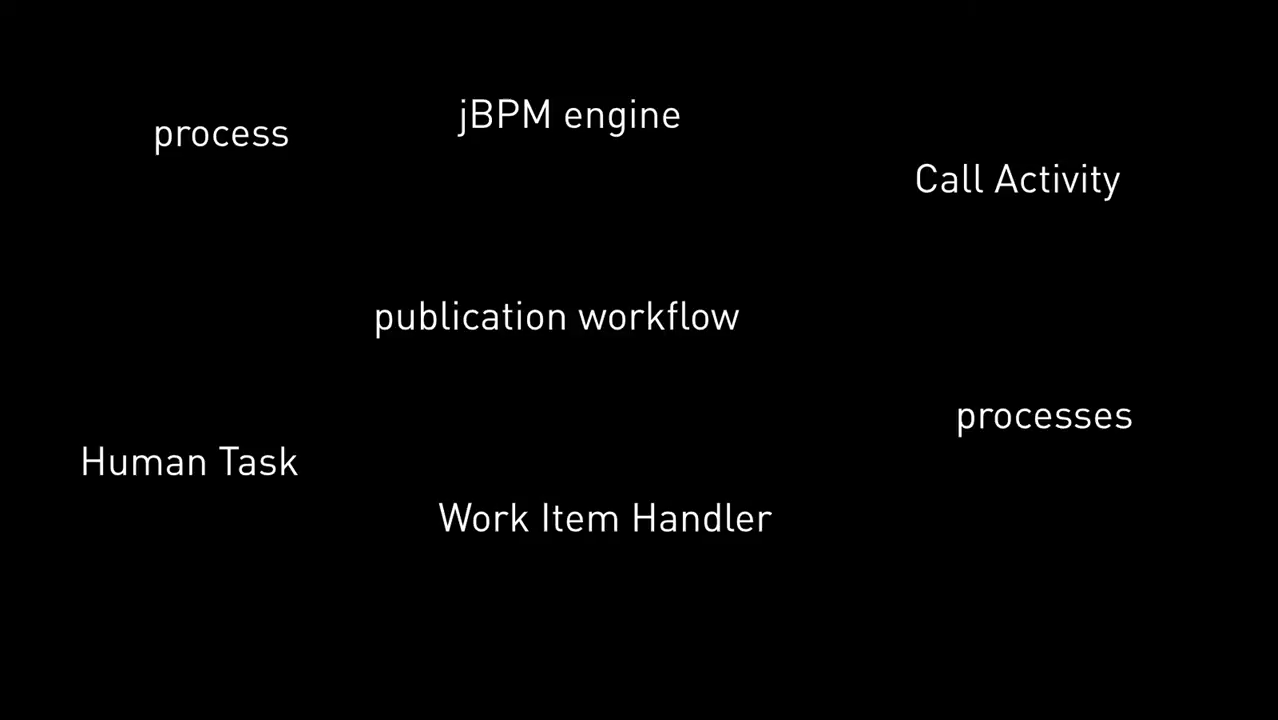 process
jBPM engine
Call Activity
publication workflow
processes
Human Task
Work Item Handler